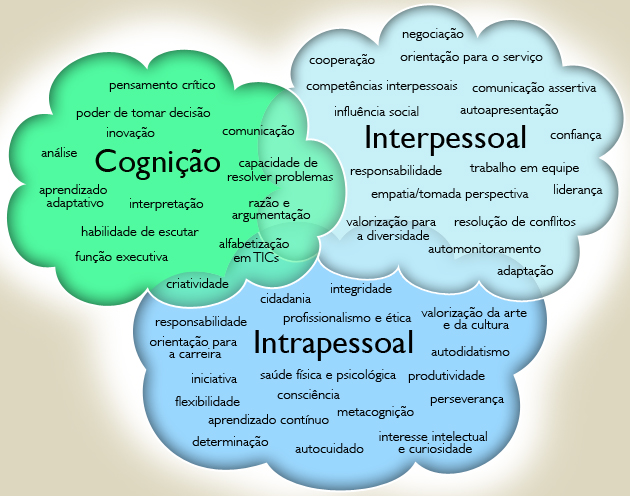 pensamento crítico
poder de tomar decisão
inovação
comunicação
análise
Cognição
capacidade de
resolver problemas
aprendizado
adaptativo
interpretação
razão e
argumentação
habilidade de escutar
alfabetização
em TICs
função executiva
criatividade
negociação
cooperação
orientação para o serviço
competências interpessoais
comunicação assertiva
influência social
autoapresentação
Interpessoal
confiança
responsabilidade
trabalho em equipe
empatia/tomada perspectiva
liderança
valorização para
a diversidade
resolução de conflitos
automonitoramento
adaptação
integridade
cidadania
responsabilidade
profissionalismo e ética
valorização da arte
e da cultura
orientação para
a carreira
Intrapessoal
autodidatismo
iniciativa
saúde física e psicológica
produtividade
consciência
flexibilidade
metacognição
perseverança
aprendizado contínuo
determinação
autocuidado
interesse intelectual
e curiosidade